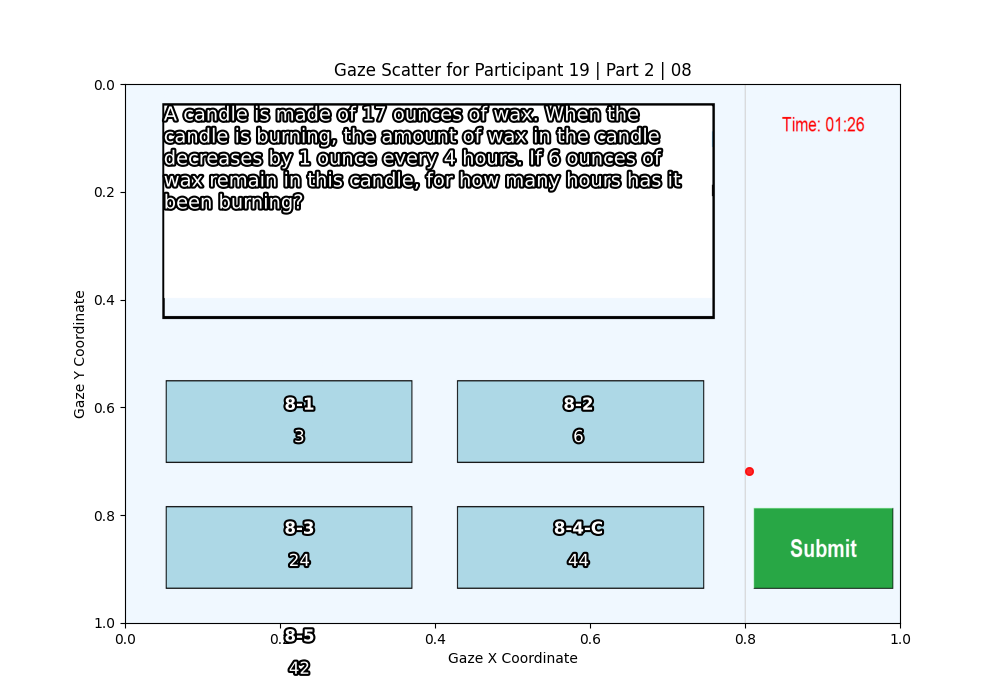 Gaze Scatter for Participant 19 | Part 2 | 08
A candle is made of 17 ounces of wax. When the
candle is burning, the amount of wax in the candle
decreases by 1 ounce every 4 hours. If 6 ounces of
wax remain in this candle, for how many hours has it
been burning?
Time: 01:26
0.0
0.2
0.4
0.6
0.8
1.0
Gaze Y Coordinate
8-1
3
8-2
6
8-3
24
8-4-C
44
Submit
0.0
0.2
0.4
0.6
0.8
1.0
8-5
42
Gaze X Coordinate